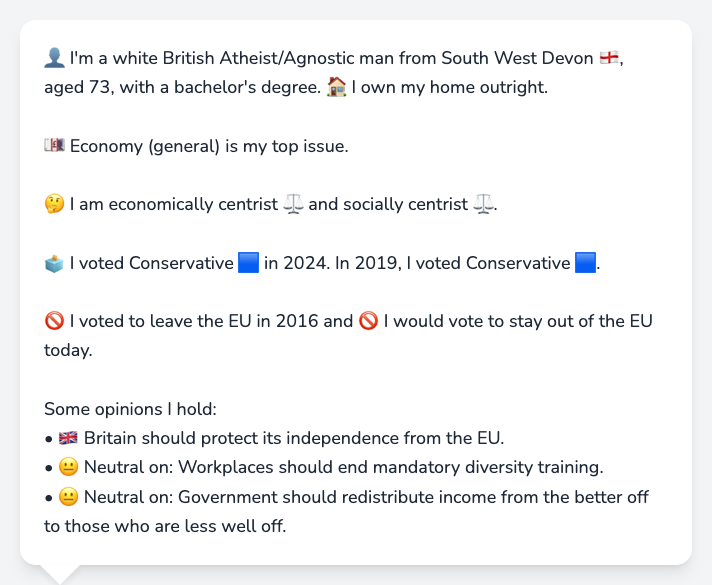 👤 I'm a white British Atheist/Agnostic man from South West Devon 🏴󠁧󠁢󠁥󠁮󠁧󠁿,
aged 73, with a bachelor's degree. 🏠 I own my home outright.
💷 Economy (general) is my top issue.
🤔 I am economically centrist ⚖️ and socially centrist ⚖️.
🗳️ I voted Conservative 🟦 in 2024. In 2019, I voted Conservative 🟦.
🚫 I voted to leave the EU in 2016 and 🚫 I would vote to stay out of the EU
today.
Some opinions I hold:
• 🇬🇧 Britain should protect its independence from the EU.
• 😐 Neutral on: Workplaces should end mandatory diversity training.
• 😐 Neutral on: Government should redistribute income from the better off
to those who are less well off.